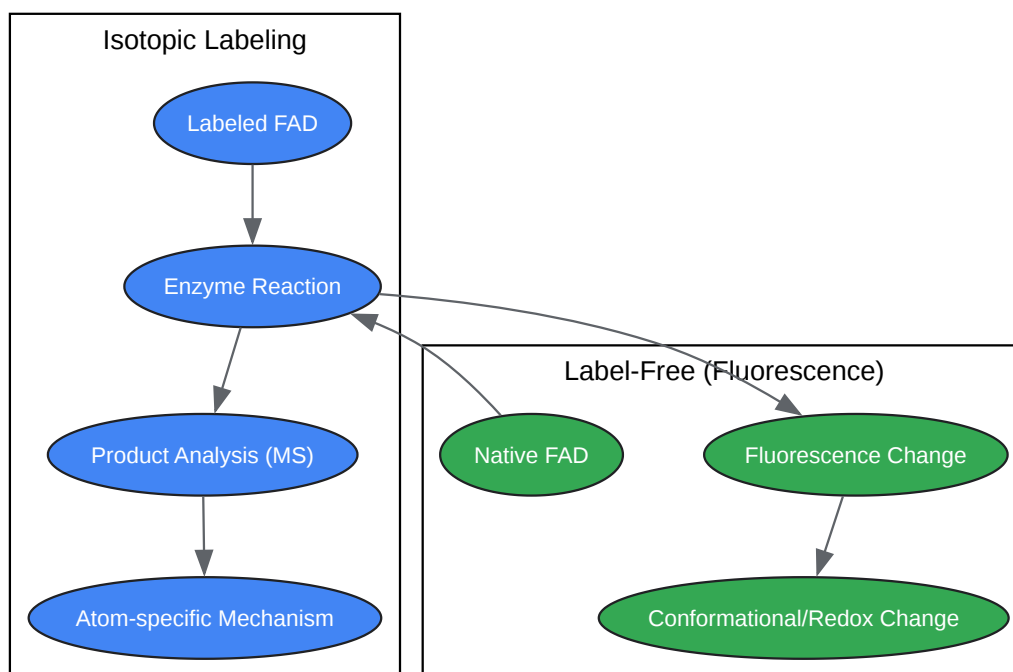 Isotopic Labeling
Labeled FAD
Enzyme Reaction
Product Analysis (MS)
Atom-specific Mechanism
Label-Free (Fluorescence)
Native FAD
Fluorescence Change
Conformational/Redox Change